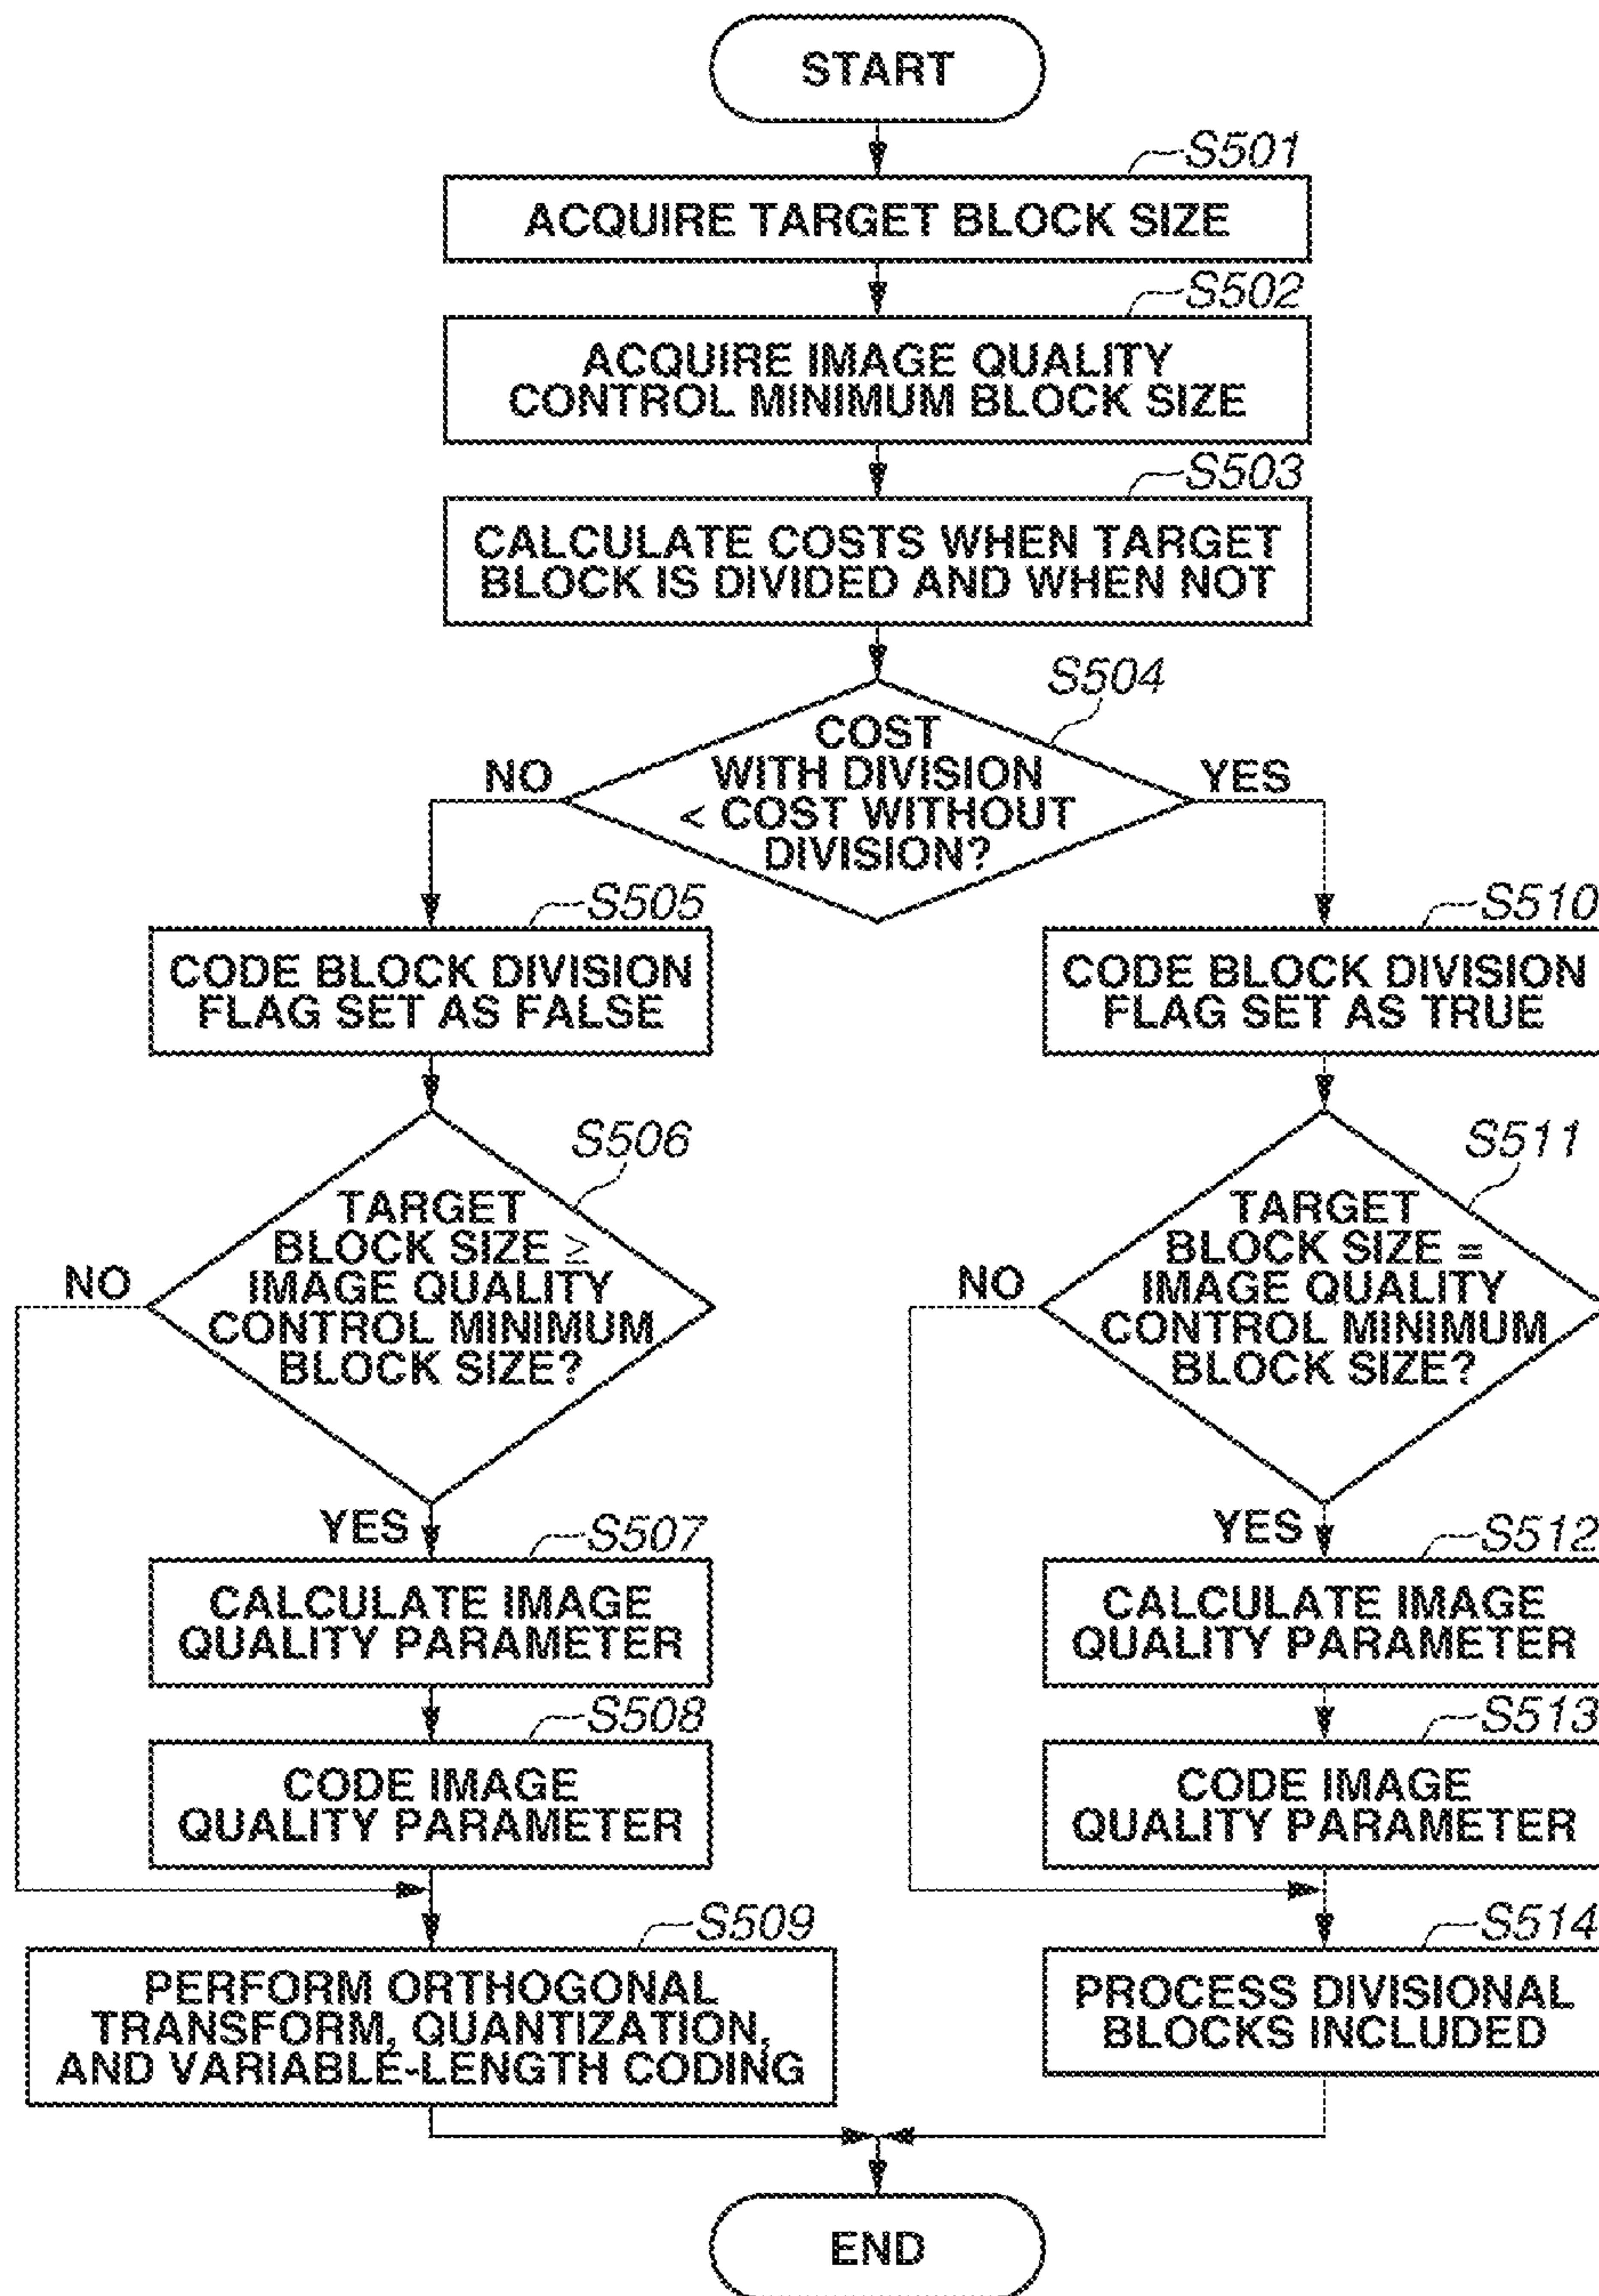 START
S501
ACQUIRE TARGET BLOCK SIZE
S502
ACQUIRE IMAGE QUALITY
CONTROL MINIMUM BLOCK SIZE
S503
CALCULATE COSTS WHEN TARGET
BLOCK IS DIVIDED AND WHEN NOT
S504
COST
WITH DIVISION
< COST WITHOUT
DIVISION?
NO
YES
S505
CODE BLOCK DIVISION
FLAG SET AS FALSE
S506
TARGET
BLOCK SIZE ≥
IMAGE QUALITY
CONTROL MINIMUM
BLOCK SIZE?
NO
YES
S507
CALCULATE IMAGE
QUALITY PARAMETER
S508
CODE IMAGE
QUALITY PARAMETER
S509
PERFORM ORTHOGONAL
TRANSFORM, QUANTIZATION,
AND VARIABLE-LENGTH CODING
S510
CODE BLOCK DIVISION
FLAG SET AS TRUE
S511
TARGET
BLOCK SIZE =
IMAGE QUALITY
CONTROL MINIMUM
BLOCK SIZE?
NO
YES
S512
CALCULATE IMAGE
QUALITY PARAMETER
S513
CODE IMAGE
QUALITY PARAMETER
S514
PROCESS DIVISIONAL
BLOCKS INCLUDED
END